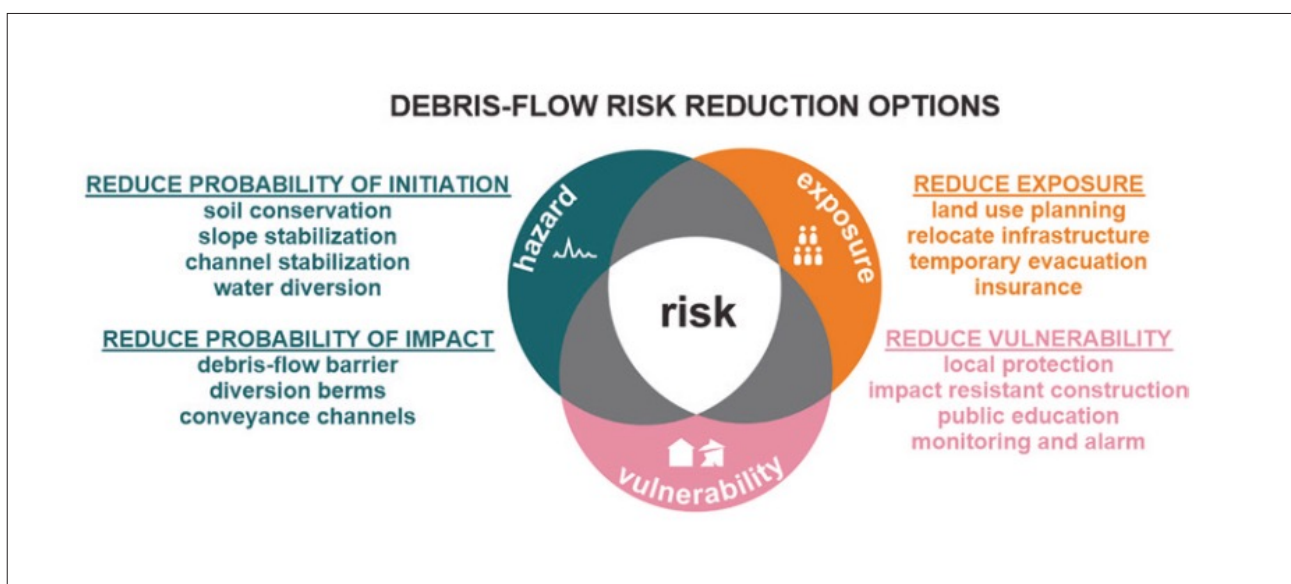 DEBRIS-FLOW RISK REDUCTION OPTIONS
REDUCE PROBABILITY OF INITIATION
soil conservation
slope stabilization
channel stabilization
water diversion
REDUCE PROBABILITY OF IMPACT
debris-flow barrier
diversion berms
conveyance channels
hazard
exposure
risk
vulnerability
REDUCE EXPOSURE
land use planning
relocate infrastructure
temporary evacuation
insurance
REDUCE VULNERABILITY
local protection
impact resistant construction
public education
monitoring and alarm